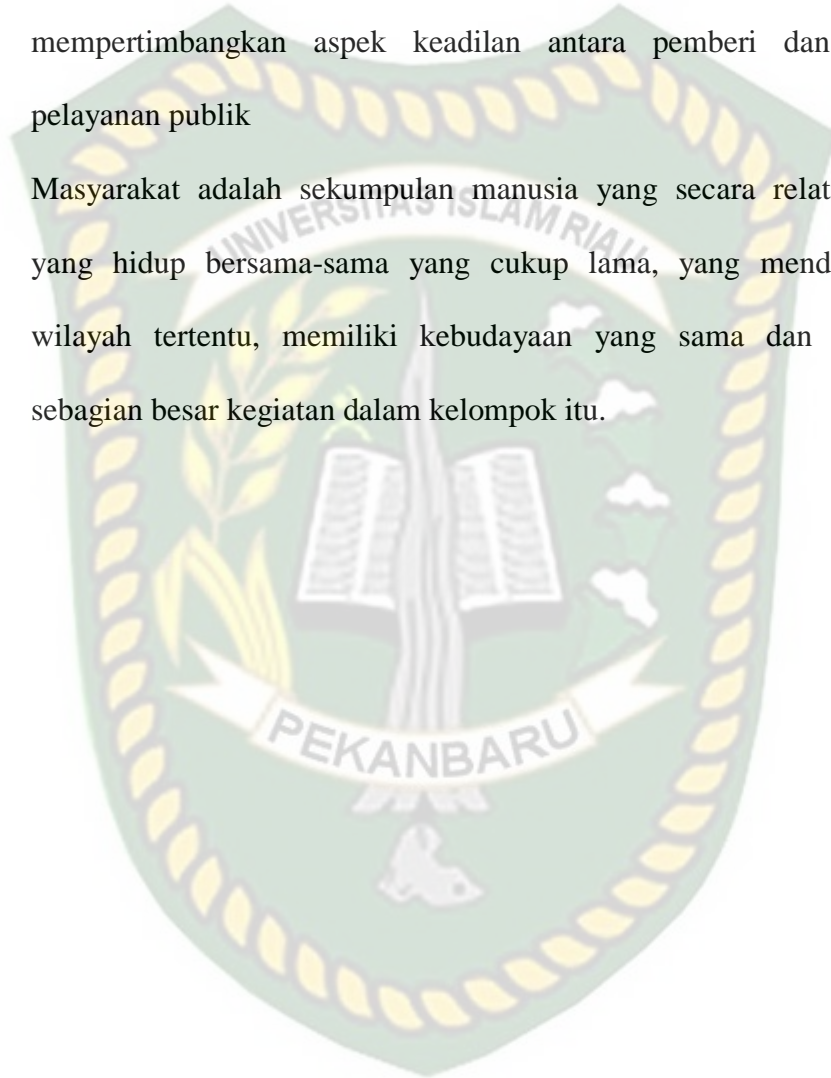 mempertimbangkan aspek keadilan antara pemberi dan
pelayanan publik
Masyarakat adalah sekumpulan manusia yang secara relat
UNIVERSITAS ISLAM RIAU
yang hidup bersama-sama yang cukup lama, yang mend
wilayah tertentu, memiliki kebudayaan yang sama dan
sebagian besar kegiatan dalam kelompok itu.
PEKANBARU